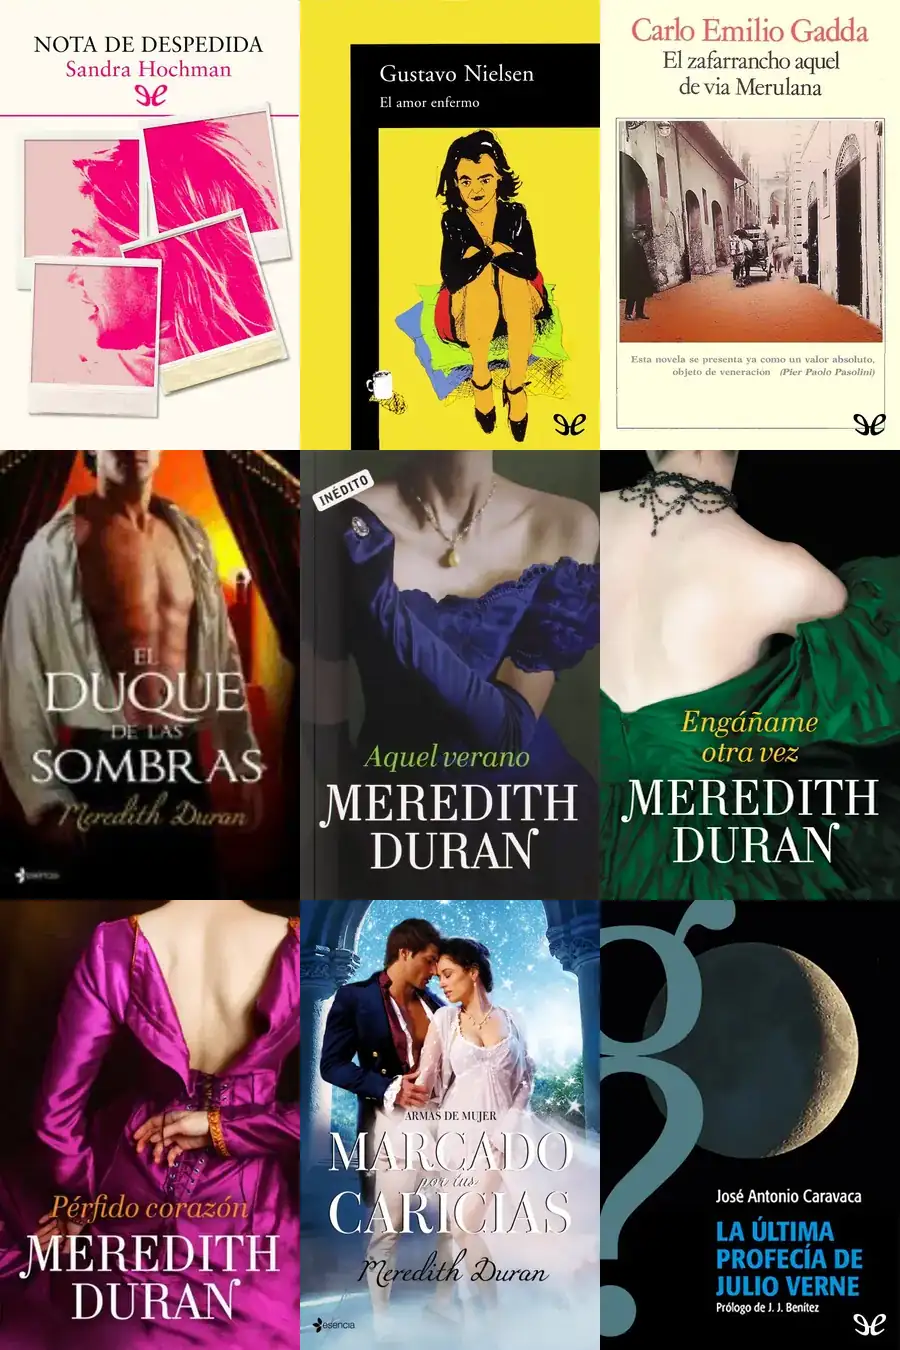 NOTA DE DESPEDIDA
Sandra Hochman
Gustavo Nielsen
El amor enfermo
Carlo Emilio Gadda
El zafarrancho aquel
de via Merulana
Esta novela se presenta ya como un valor absoluto,
objeto de veneración (Pier Paolo Pasolini)
EL
DUQUE
DE LAS
SOMBRAS
Meredith Duran
esencia
INÉDITO
Aquel verano
MEREDITH
DURAN
Engáñame
otra vez
MEREDITH
DURAN
Pérfido corazón
MEREDITH
DURAN
ARMAS DE MUJER
MARCADO
por tus
CARICIAS
Meredith Duran
esencia
José Antonio Caravaca
LA ÚLTIMA
PROFECÍA DE
JULIO VERNE
Prólogo de J. J. Benítez